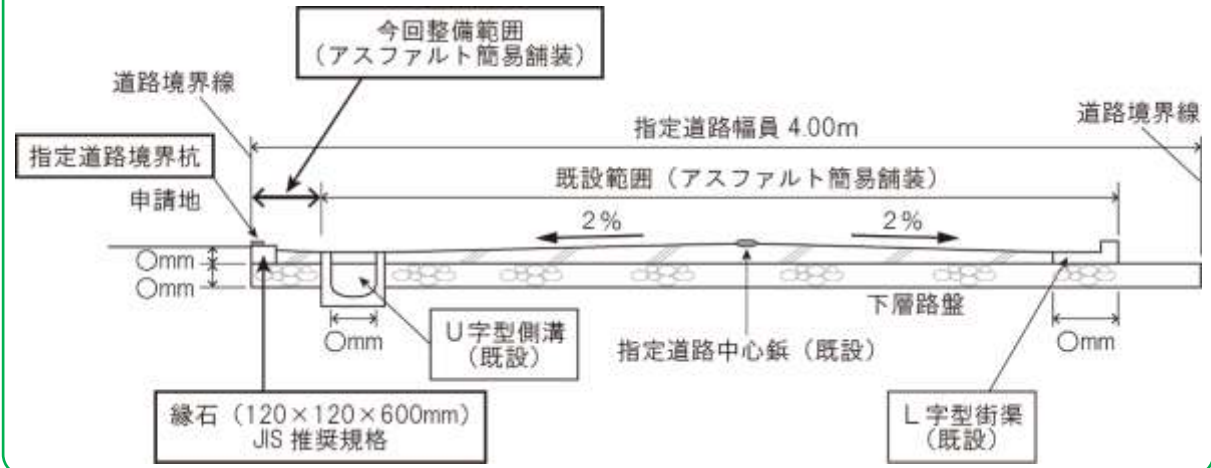 今回整備範囲
（アスファルト簡易舗装）
道路境界線
道路境界線
指定道路幅員 4.00m
指定道路境界杭
既設範囲（アスファルト簡易舗装）
申請地
2%
2%
〇mm
〇mm
下層路盤
〇mm
U字型側溝
（既設）
指定道路中心鋲（既設）
〇mm
縁石（120×120×600mm）
JIS 推奨規格
L字型街渠
（既設）